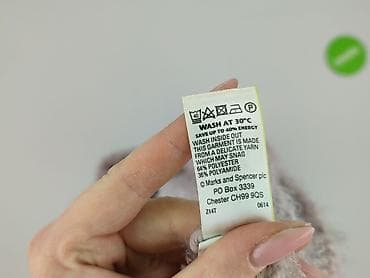 WASH AT 30°C
SAVE UP TO 40% ENERGY
WASH INSIDE OUT
THIS GARMENT IS MADE
FROM A DELICATE YARN
WHICH MAY SNAG
64% POLYESTER
36% POLYAMIDE
© Marks and Spencer plc
PO Box 3339
Chester CH99 9QS
Z14T 0614